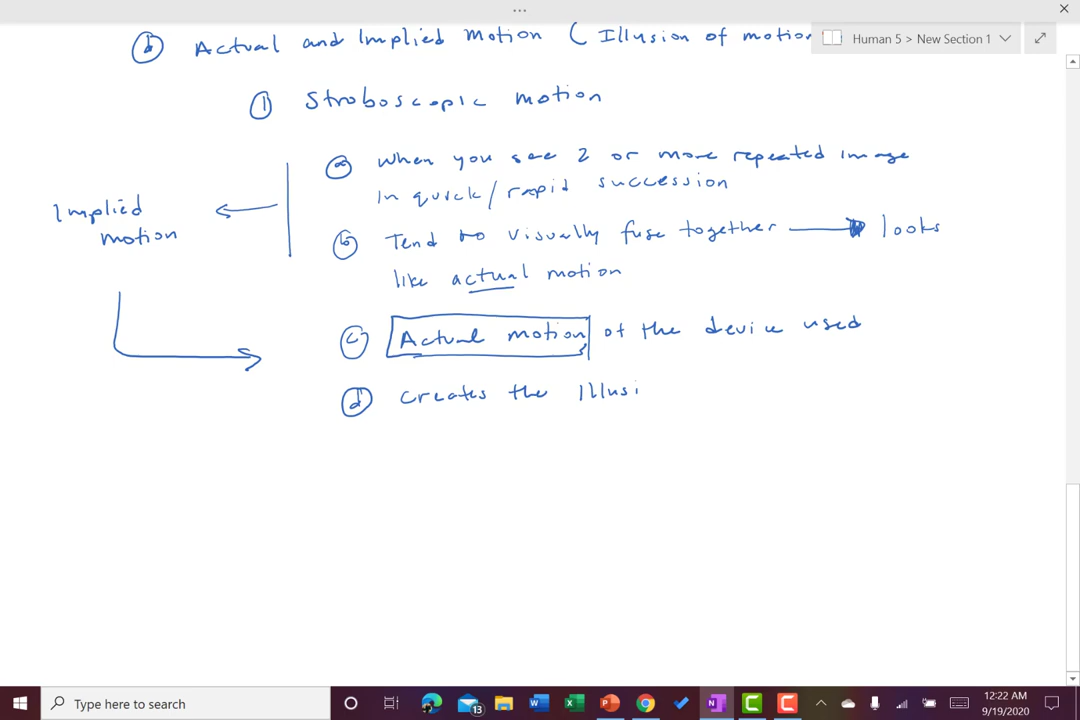 ...
(d) Actual and Implied Motion ( Illusion of motion
Human 5 > New Section 1
(1) Stroboscopic motion
(a) When you see 2 or more repeated image
in quick/rapid succession
Implied
motion
(b) Tend to visually fuse together looks
like actual motion
(c) Actual motion of the device used
(d) Creates the Illusi
Type here to search
13
12:22 AM
9/19/2020